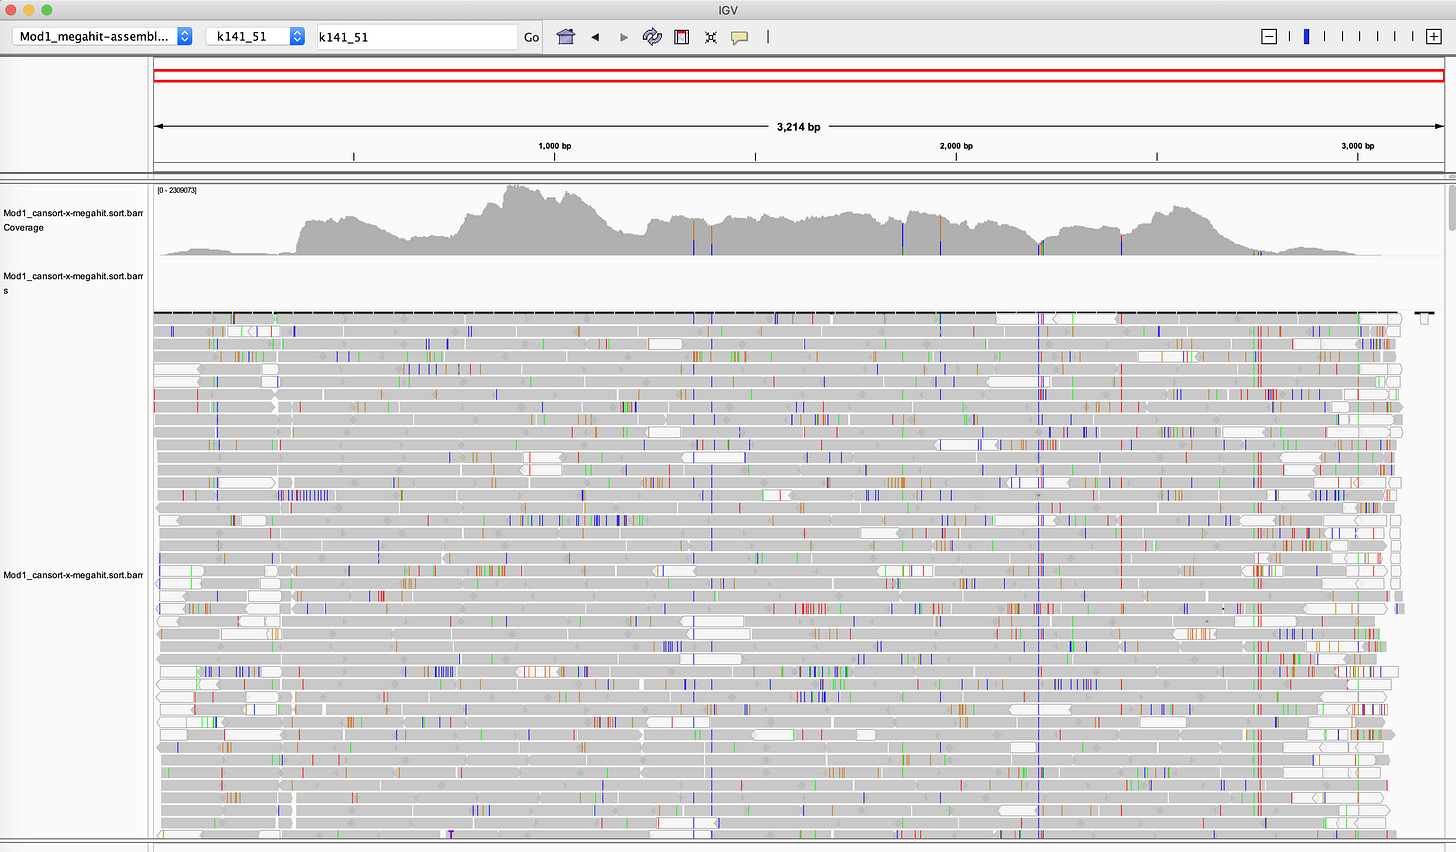 IGV
Mod1_megahit-assembl... k141_51 k141_51 Go
3,214 bp
1,000 bp 2,000 bp 3,000 bp
[0 - 2309073]
Mod1_cansort-x-megahit.sort.bam
Coverage
Mod1_cansort-x-megahit.sort.bam
s
Mod1_cansort-x-megahit.sort.bam
T